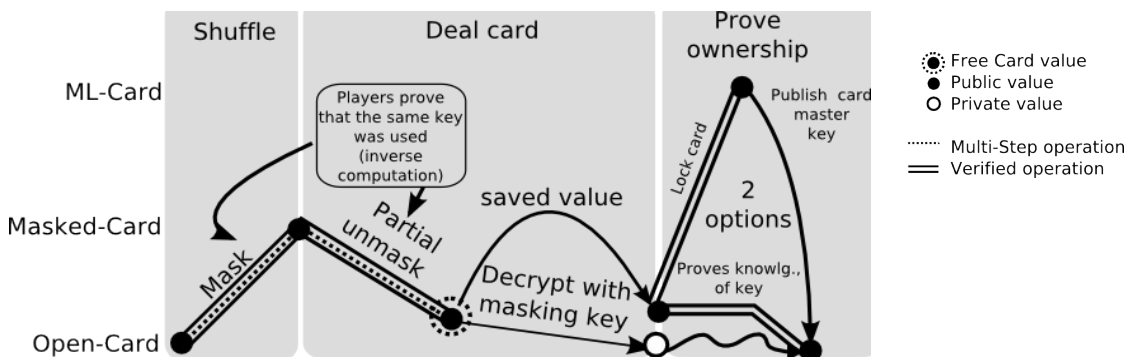 Shuffle
Deal card
Prove
ownership
ML-Card
Masked-Card
Open-Card
Players prove
that the same key
was used
(inverse
computation)
Mask
Partial
unmask
saved value
Decrypt with
masking key
Lock card
Publish card
master
key
2
options
Proves knowlg.,
of key
Free Card value
Public value
Private value
Multi-Step operation
Verified operation